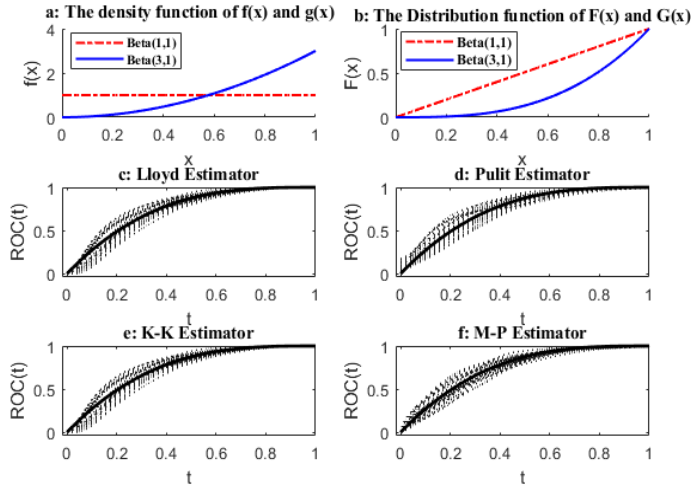 a: The density function of f(x) and g(x)
f(x)
4
2
0
Beta(1,1)
Beta(3,1)
0 0.2 0.4 0.6 0.8 1
x
b: The Distribution function of F(x) and G(x)
F(x)
1
0.5
0
Beta(1,1)
Beta(3,1)
0 0.2 0.4 0.6 0.8 1
x
c: Lloyd Estimator
ROC(t)
1
0.5
0
0 0.2 0.4 0.6 0.8 1
t
d: Pulit Estimator
ROC(t)
1
0.5
0
0 0.2 0.4 0.6 0.8 1
t
e: K-K Estimator
ROC(t)
1
0.5
0
0 0.2 0.4 0.6 0.8 1
t
f: M-P Estimator
ROC(t)
1
0.5
0
0 0.2 0.4 0.6 0.8 1
t